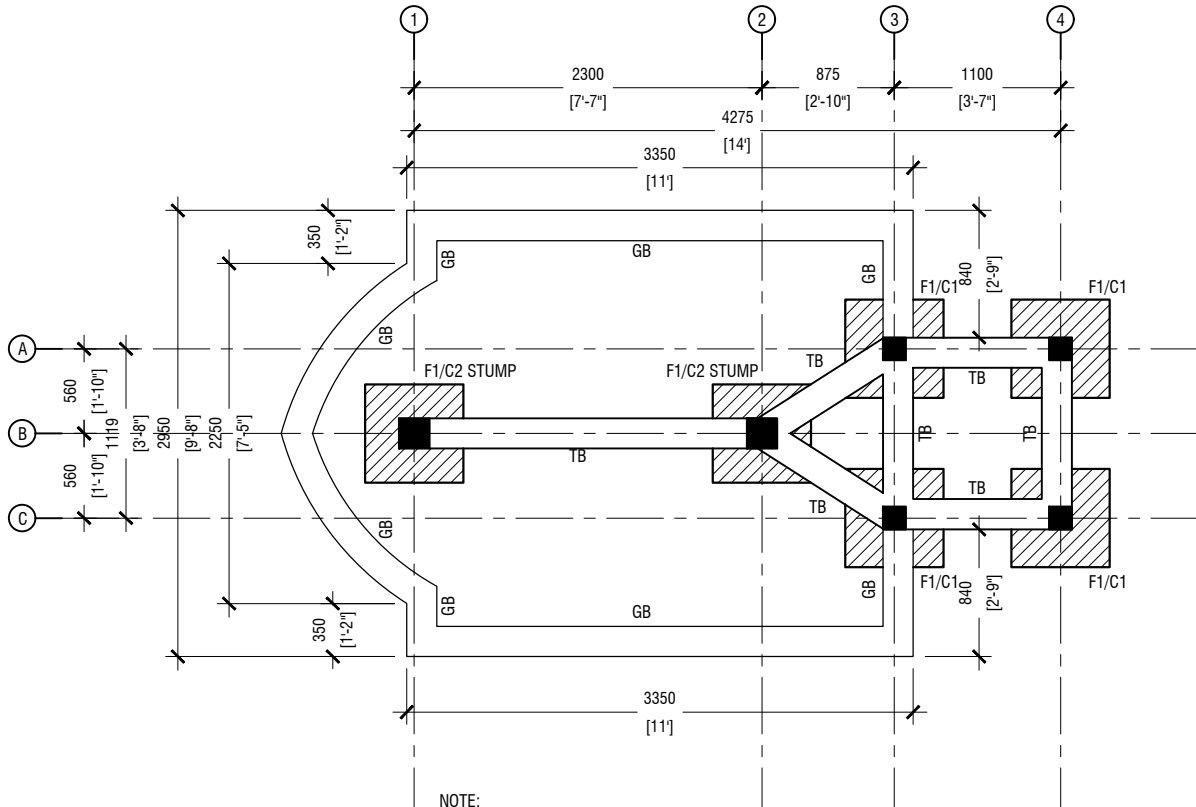 1
2
3
4
2300
[7'-7"]
875
[2'-10"]
1100
[3'-7"]
4275
[14']
3350
[11']
350
[1'-2"]
840
[2'-9"]
GB
GB
GB
F1/C1
F1/C1
A
B
C
560
[1'-10"]
560
[1'-10"]
1119
[3'-8"]
2950
[9'-8"]
2250
[7'-5"]
GB
F1/C2 STUMP
F1/C2 STUMP
TB
TB
TB
TB
TB
TB
TB
GB
GB
GB
GB
F1/C1
F1/C1
350
[1'-2"]
840
[2'-9"]
3350
[11']
NOTE: